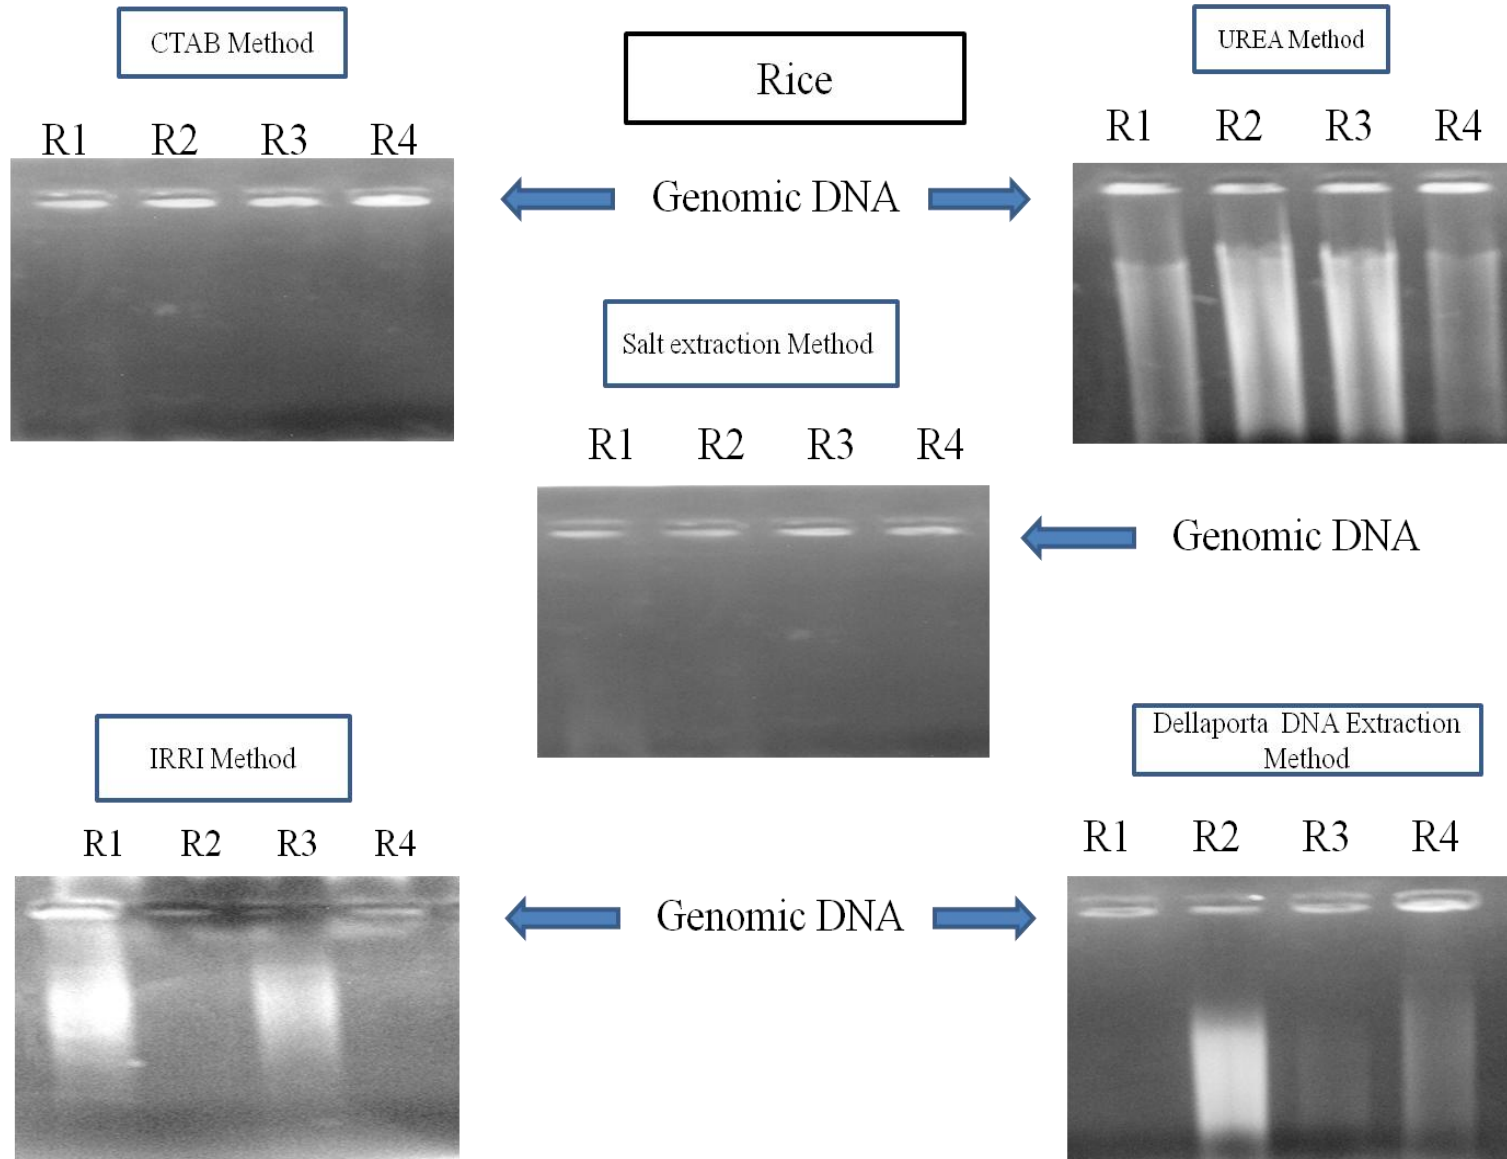 CTAB Method
Rice
UREA Method
R1 R2 R3 R4
R1 R2 R3 R4
Genomic DNA
Salt extraction Method
R1 R2 R3 R4
Genomic DNA
IRRI Method
Dellaporta DNA Extraction
Method
R1 R2 R3 R4
R1 R2 R3 R4
Genomic DNA